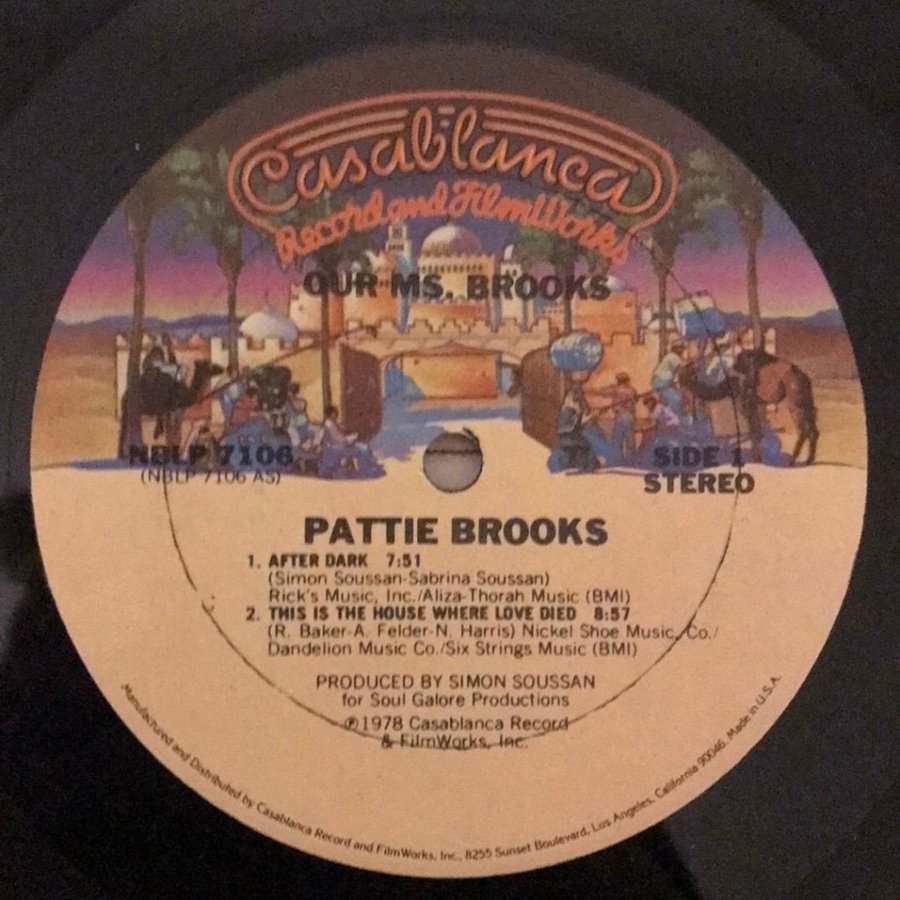 Casablanca
Record and FilmWorks
OUR MS. BROOKS
NBLP 7106
(NBLP 7106 AS)
SIDE 1
STEREO
PATTIE BROOKS
1. AFTER DARK 7:51
(Simon Soussan-Sabrina Soussan)
Rick's Music, Inc./Aliza-Thorah Music (BMI)
2. THIS IS THE HOUSE WHERE LOVE DIED 8:57
(R. Baker-A. Felder-N. Harris) Nickel Shoe Music, Co./
Dandelion Music Co./Six Strings Music (BMI)
PRODUCED BY SIMON SOUSSAN
for Soul Galore Productions
℗1978 Casablanca Record
& FilmWorks, Inc.
Manufactured and Distributed by Casablanca Record and FilmWorks, Inc., 8255 Sunset Boulevard, Los Angeles, California 90046. Made in U.S.A.